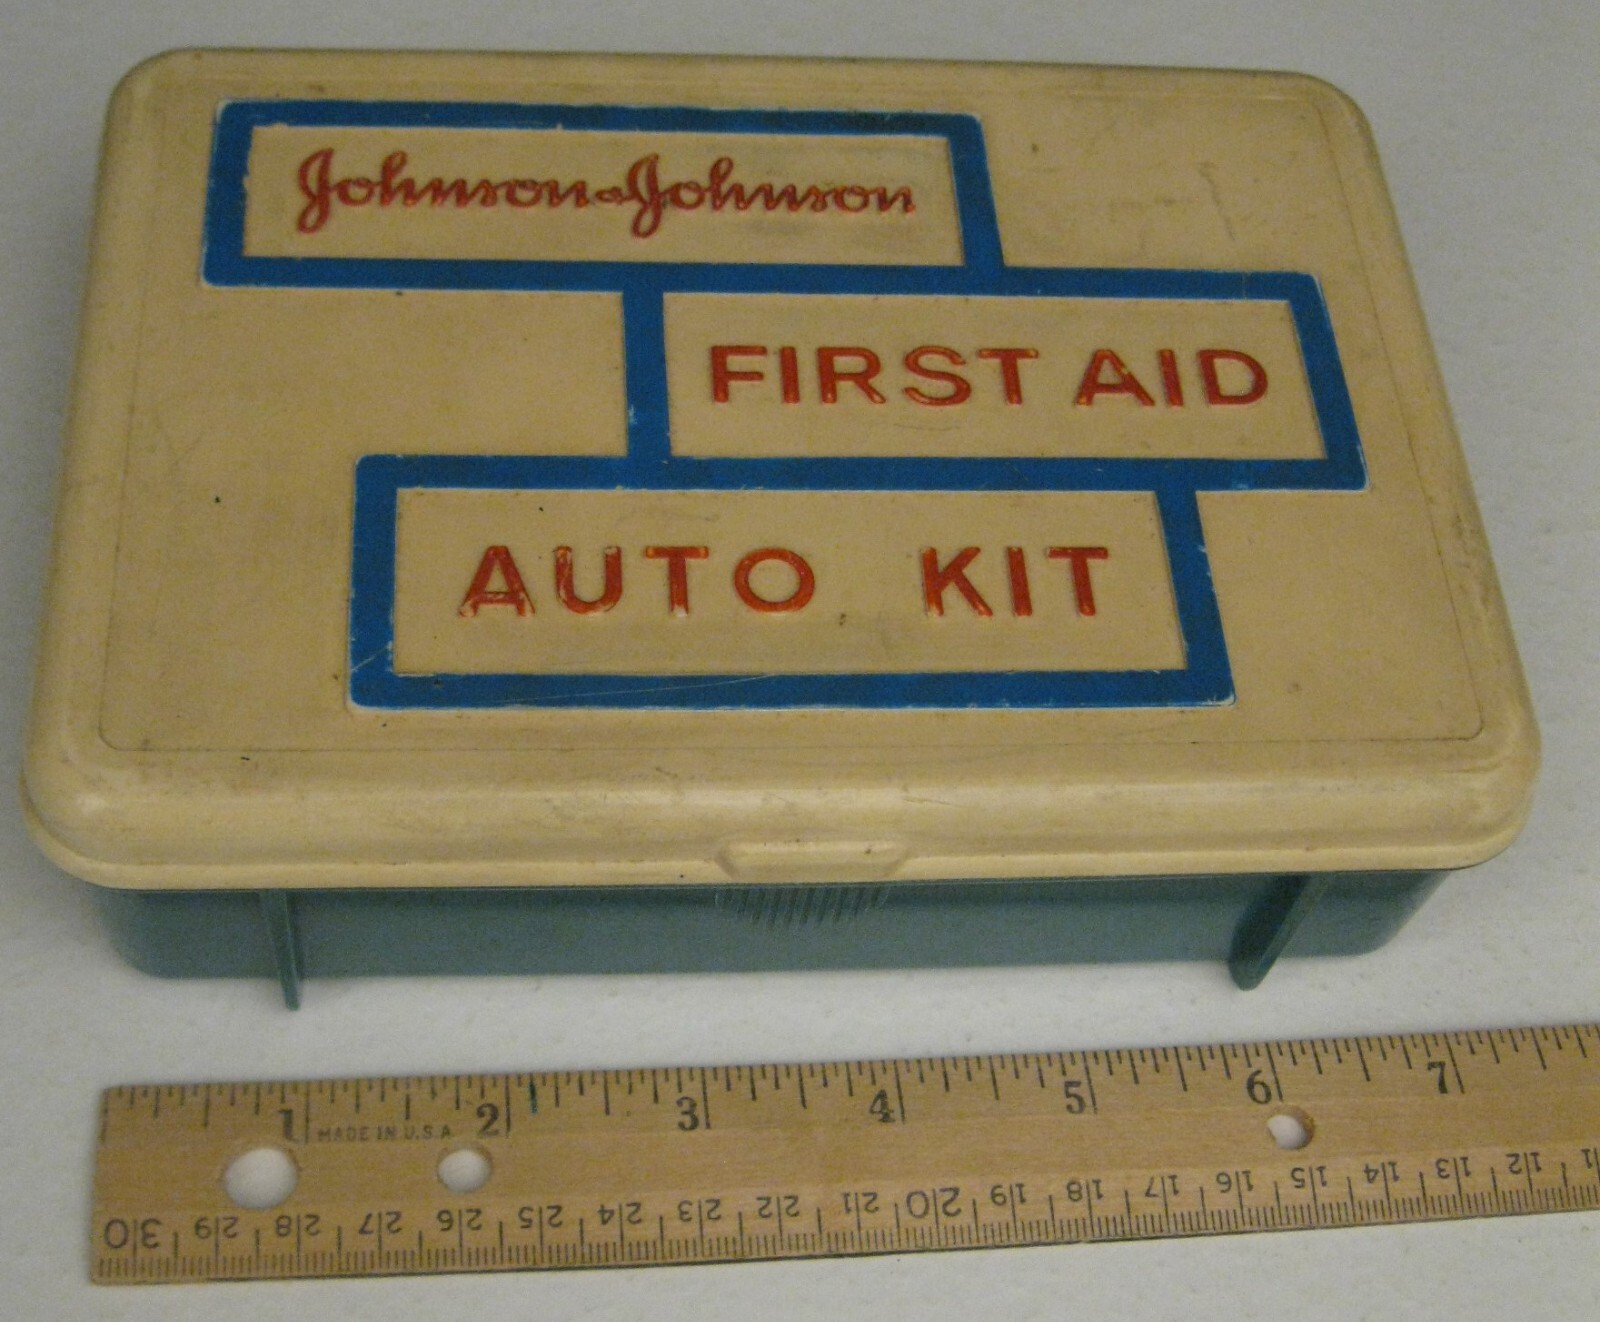 Johnson & Johnson
FIRST AID
AUTO KIT
1 2 3 4 5 6 7
MADE IN U.S.A.
30 29 28 27 26 25 24 23 22 21 20 19 18 17 16 15 14 13 12